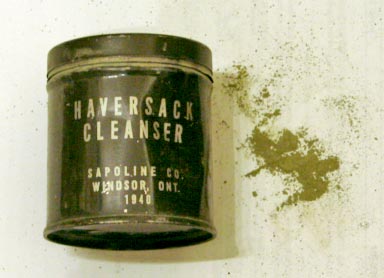 HAVERSACK
CLEANSER
SAPOLINE CO.
WINDSOR, ONT.
1940